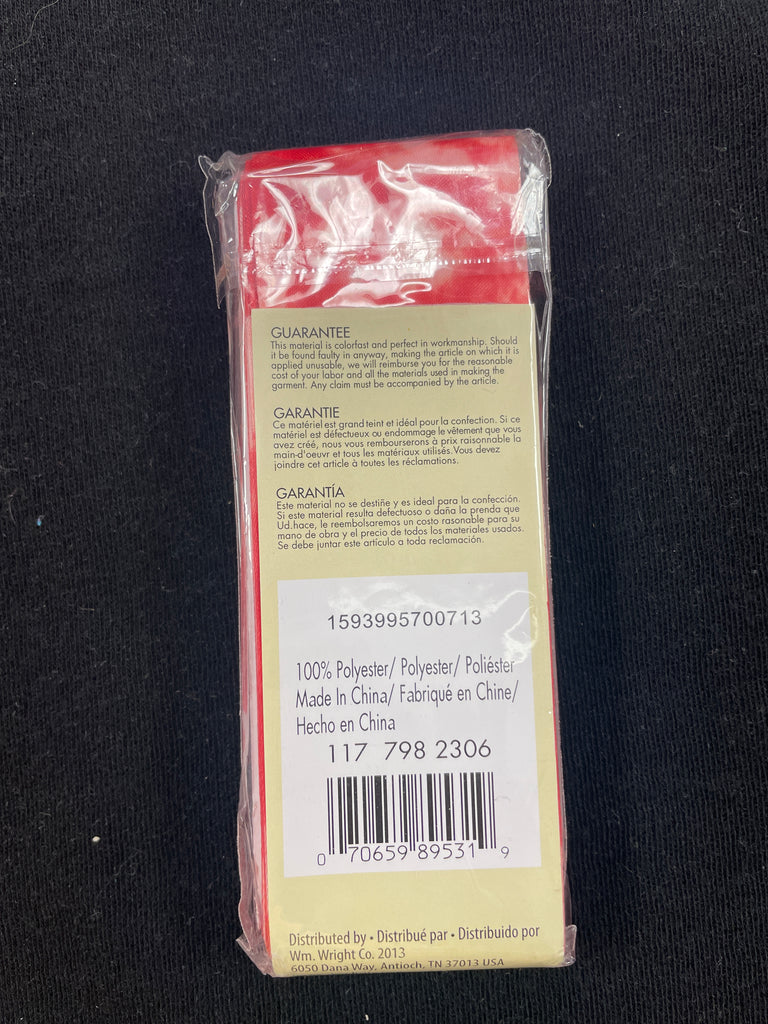 GUARANTEE
This material is colorfast and perfect in workmanship. Should
it be found faulty in anyway, making the article on which it is
applied unusable, we will reimburse you for the reasonable
cost of your labor and all the materials used in making the
garment. Any claim must be accompanied by the article.
GARANTIE
Ce matériel est grand teint et idéal pour la confection. Si ce
matériel est défectueux ou endommage le vêtement que vous
avez créé, nous vous rembourserons à prix raisonnable la
main-d'oeuvr et tous les matériaux utilisés. Vous devez
joindre cet article à toutes les réclamations.
GARANTÍA
Este material no se destiñe y es ideal para la confección.
Si este material resulta defectuoso o daña la prenda que
Ud.hace, le reembolsaremos un costo rasonable para su
mano de obra y el precio de todos los materiales usados.
Se debe juntar este artículo a toda reclamación.
1593995700713
100% Polyester/ Polyester/ Poliéster
Made In China/ Fabriqué en Chine/
Hecho en China
117 798 2306
0 70659 89531 9
Distributed by • Distribué par • Distribuido por
Wm. Wright Co. 2013
6050 Dana Way, Antioch, TN 37013 USA